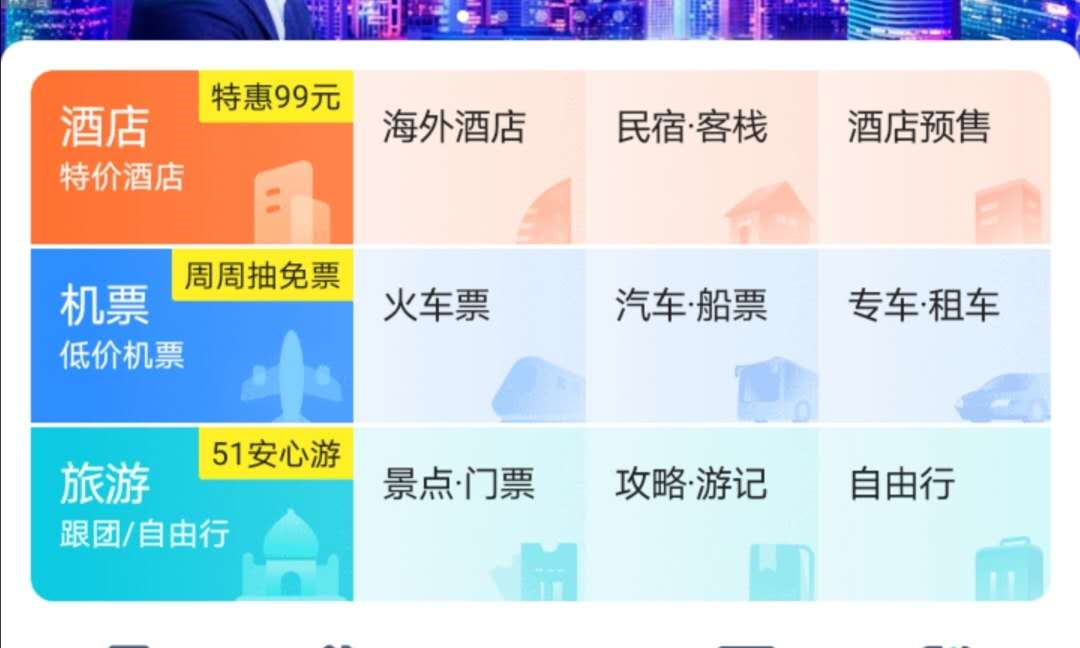 特惠99元
酒店
特价酒店
海外酒店
民宿·客栈
酒店预售
周周抽免票
机票
低价机票
火车票
汽车·船票
专车·租车
51安心游
旅游
跟团/自由行
景点·门票
攻略·游记
自由行